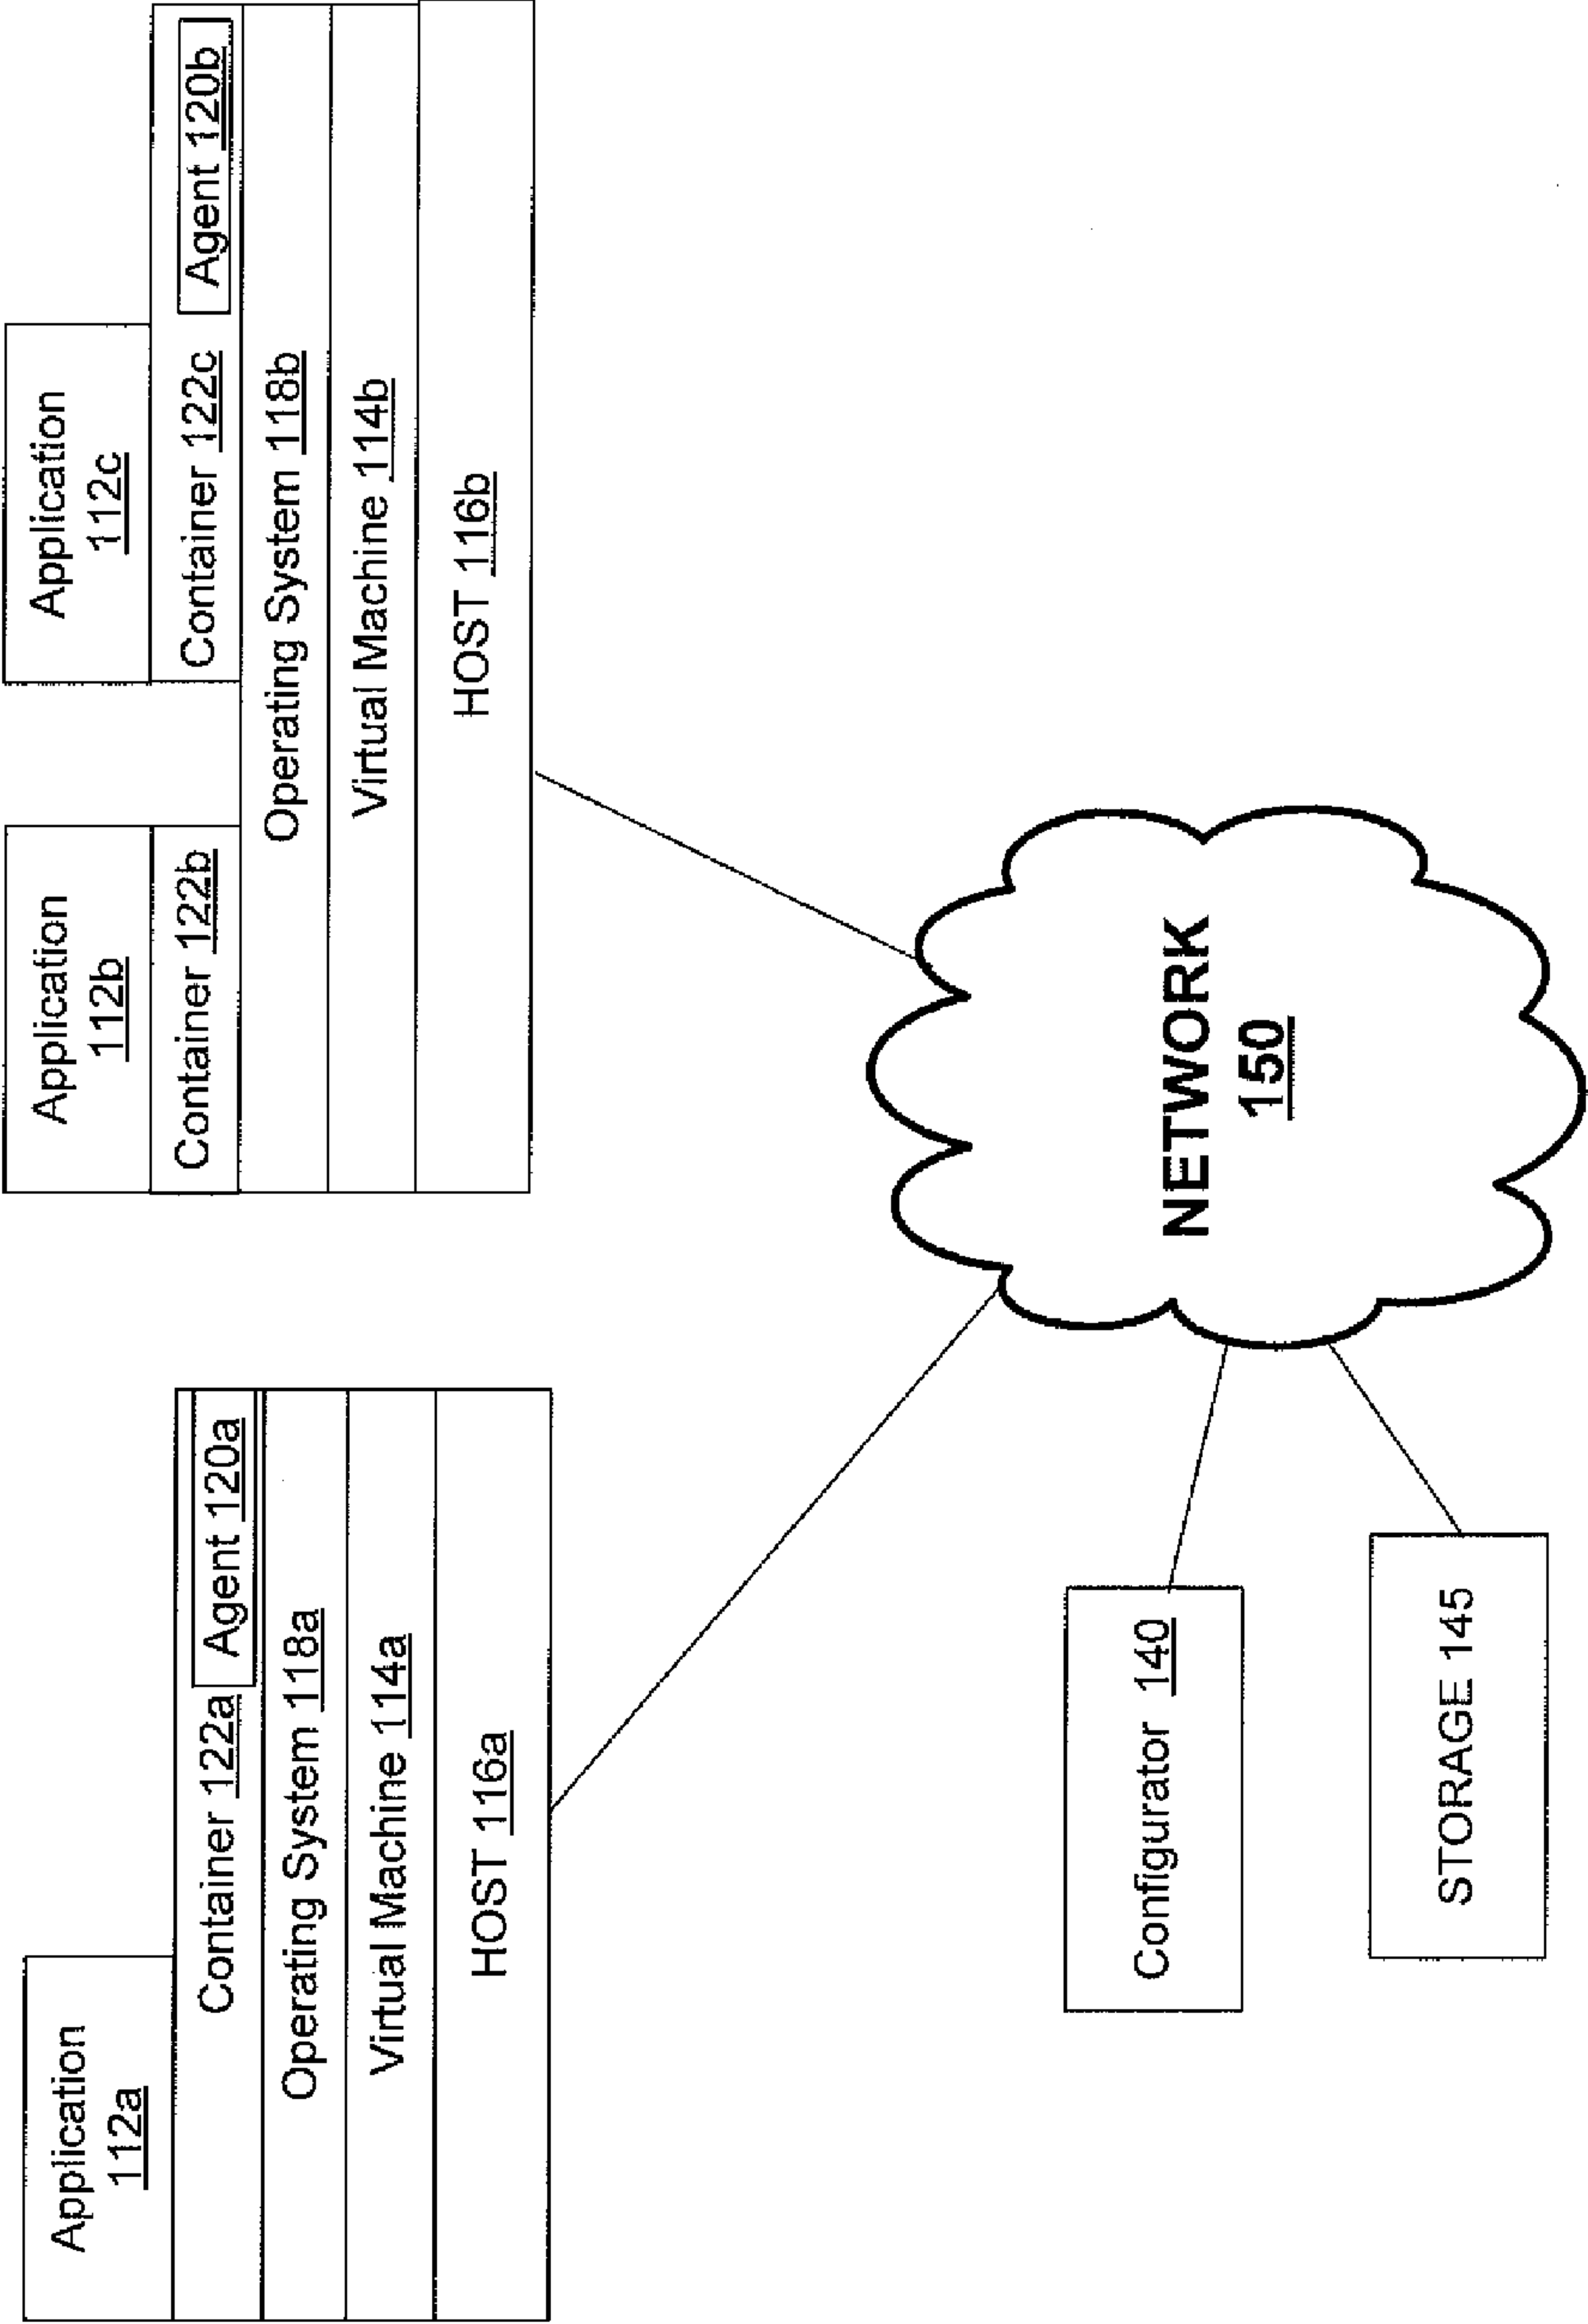 Application
112a
Container 122a
Agent 120a
Operating System 118a
Virtual Machine 114a
HOST 116a
Application
112b
Container 122b
Application
112c
Container 122c
Agent 120b
Operating System 118b
Virtual Machine 114b
HOST 116b
NETWORK
150
Configurator 140
STORAGE 145